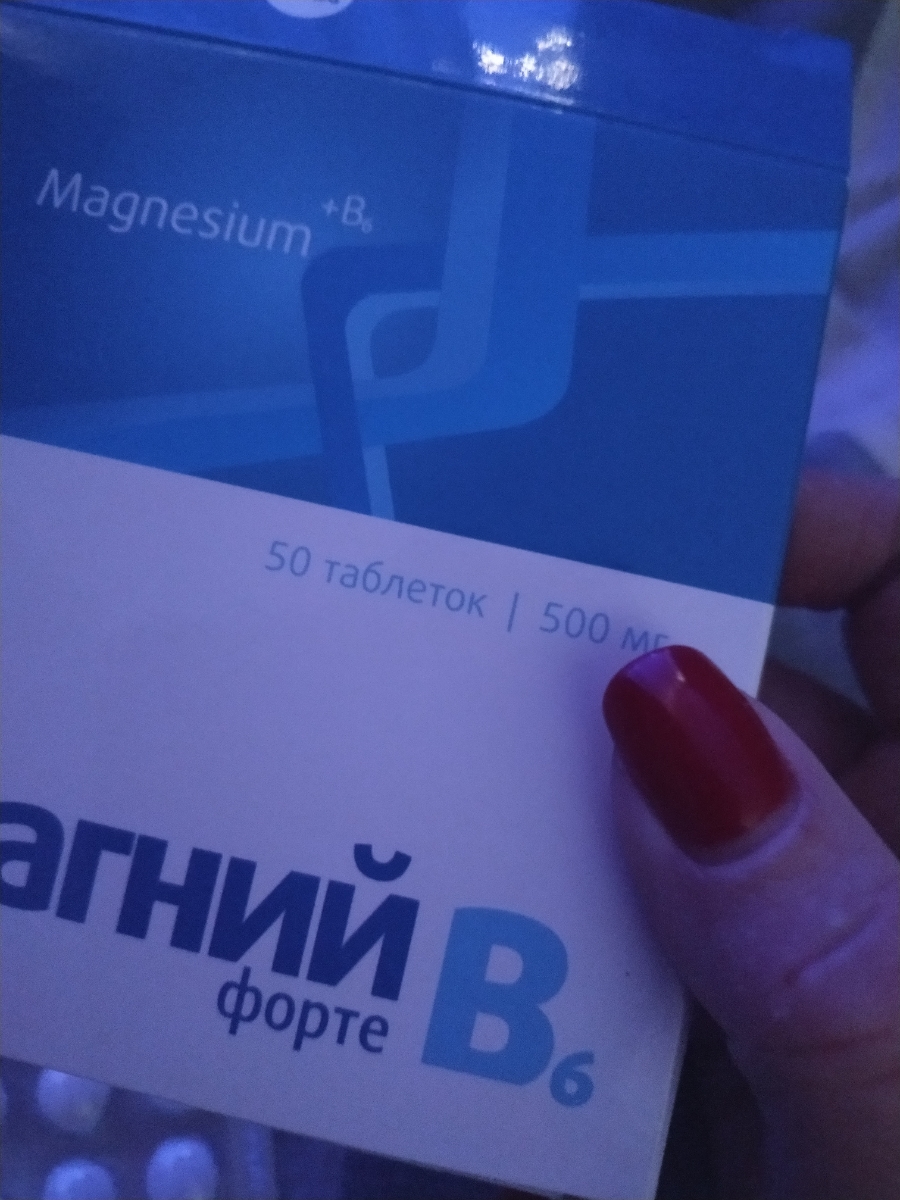 Magnesium +B6
50 таблеток | 500 мг
агний
форте
B6